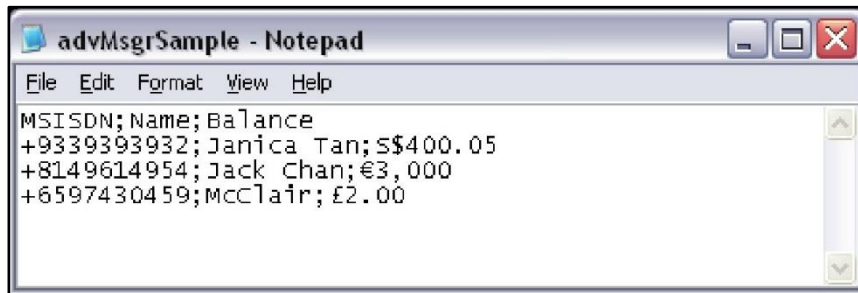 advMsgrSample - Notepad
File Edit Format View Help
MSISDN;Name;Balance
+9339393932;Janica Tan;S$400.05
+8149614954;Jack Chan;€3,000
+6597430459;McClair;£2.00